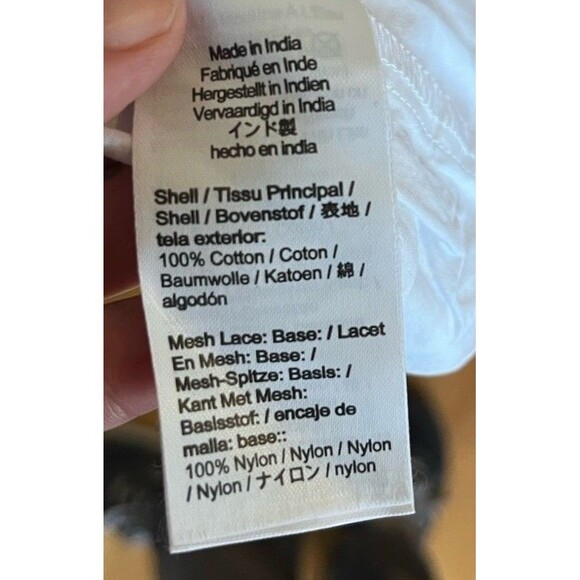 Made in India
Fabriqué en Inde
Hergestellt in Indien
Vervaardigd in India
インド製
hecho en india
Shell / Tissu Principal /
Shell / Bovenstof / 表地 /
tela exterior:
100% Cotton / Coton /
Baumwolle / Katoen / 綿 /
algodón
Mesh Lace: Base: / Lacet
En Mesh: Base: /
Mesh-Spitze: Basis: /
Kant Met Mesh:
Basisstof: / encaje de
malla: base::
100% Nylon / Nylon / Nylon
/ Nylon / ナイロン / nylon